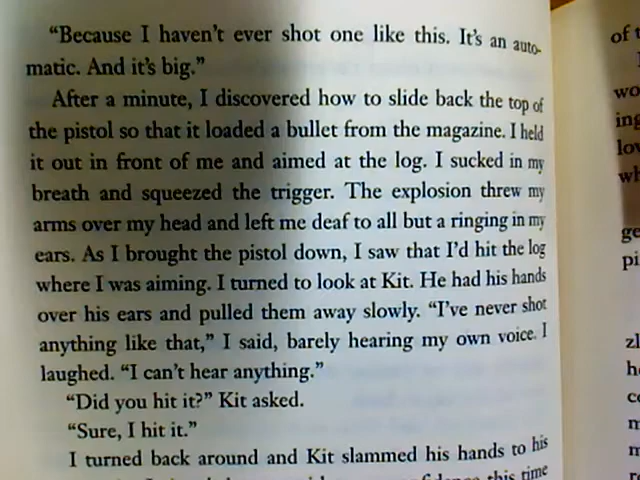 “Because I haven’t ever shot one like this. It’s an auto-
matic. And it’s big.”
After a minute, I discovered how to slide back the top of
the pistol so that it loaded a bullet from the magazine. I held
it out in front of me and aimed at the log. I sucked in my
breath and squeezed the trigger. The explosion threw my
arms over my head and left me deaf to all but a ringing in my
ears. As I brought the pistol down, I saw that I’d hit the log
where I was aiming. I turned to look at Kit. He had his hands
over his ears and pulled them away slowly. “I’ve never shot
anything like that,” I said, barely hearing my own voice. I
laughed. “I can’t hear anything.”
“Did you hit it?” Kit asked.
“Sure, I hit it.”
I turned back around and Kit slammed his hands to his
this time
of